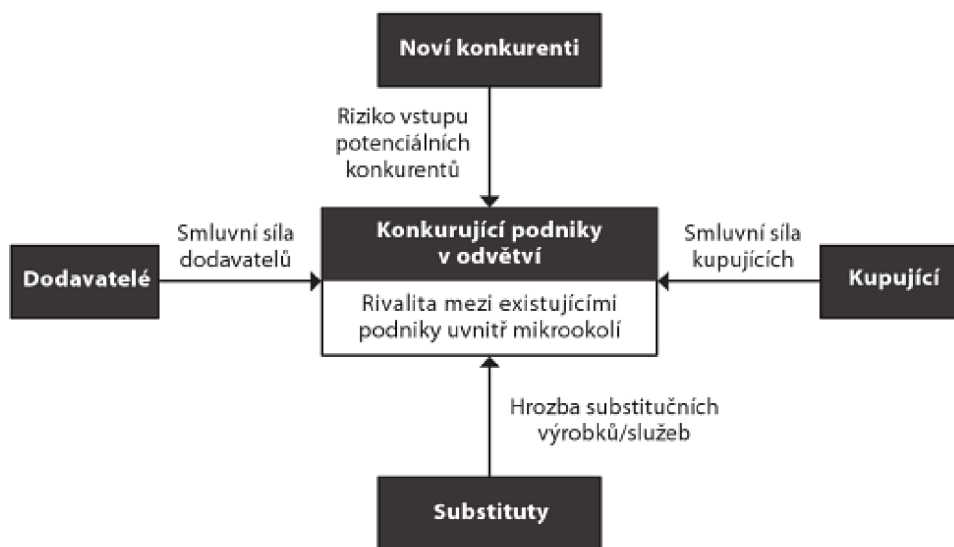 Noví konkurenti
Riziko vstupu
potenciálních
konkurentů
Smluvní síla
dodavatelů
Dodavatelé
Konkurující podniky
v odvětví
Rivalita mezi existujícími
podniky uvnitř mikrookolí
Smluvní síla
kupujících
Kupující
Hrozba substitučních
výrobků/služeb
Substituty